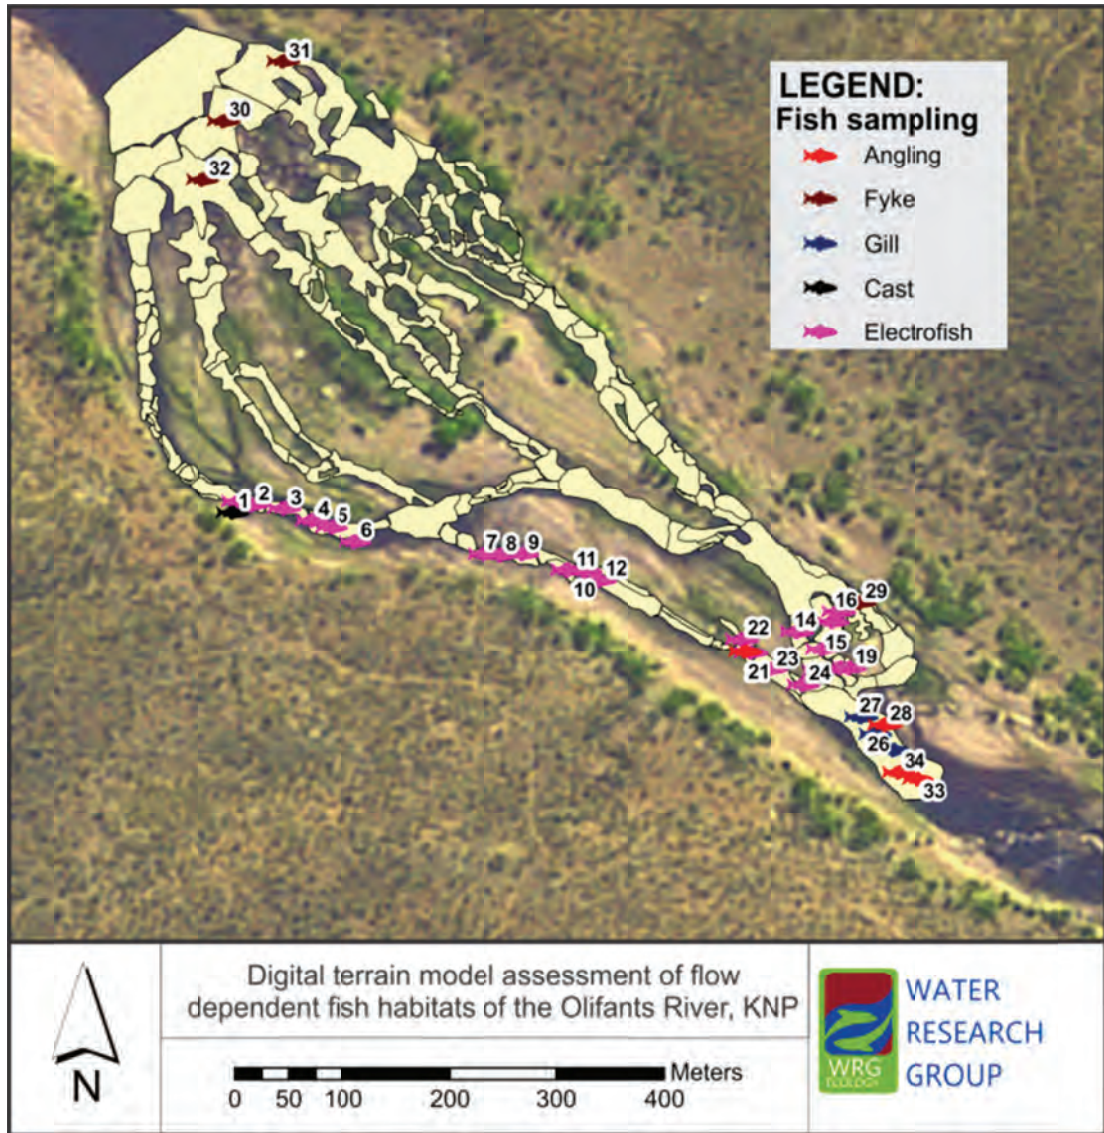 31
30
32
LEGEND:
Fish sampling
Angling
Fyke
Gill
Cast
Electrofish
1 2 3 4 5 6
7 8 9
11 12
10
16 29
14
15
22
23 19
21 24
27 28
26
34
33
N
Digital terrain model assessment of flow
dependent fish habitats of the Olifants River, KNP
Meters
0 50 100 200 300 400
WRG
ECOLOGY
WATER
RESEARCH
GROUP